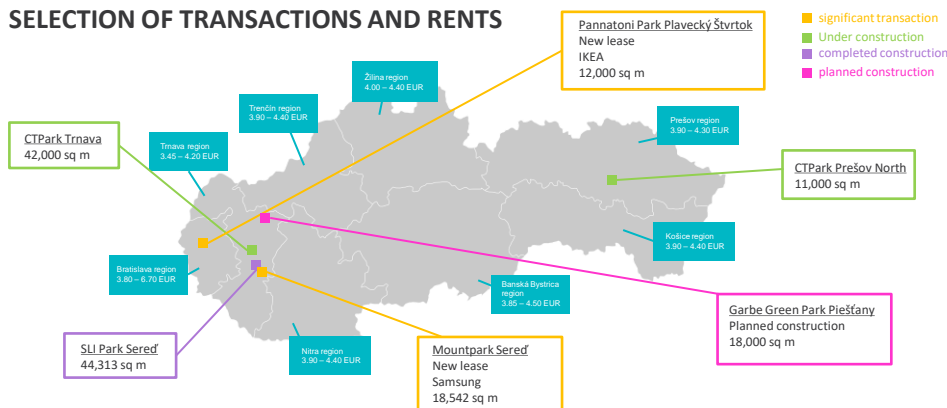 SELECTION OF TRANSACTIONS AND RENTS
Pannatoni Park Plavecký Štvrtok
New lease
IKEA
12,000 sq m
significant transaction
Under construction
completed construction
planned construction
Žilina region
4.00 – 4.40 EUR
Trenčín region
3.90 – 4.40 EUR
Prešov region
3.90 – 4.30 EUR
CTPark Trnava
42,000 sq m
Trnava region
3.45 – 4.20 EUR
CTPark Prešov North
11,000 sq m
Košice region
3.90 – 4.40 EUR
Bratislava region
3.80 – 6.70 EUR
Banská Bystrica
region
3.85 – 4.50 EUR
Garbe Green Park Piešťany
Planned construction
18,000 sq m
SLI Park Sereď
44,313 sq m
Nitra region
3.90 – 4.40 EUR
Mountpark Sereď
New lease
Samsung
18,542 sq m